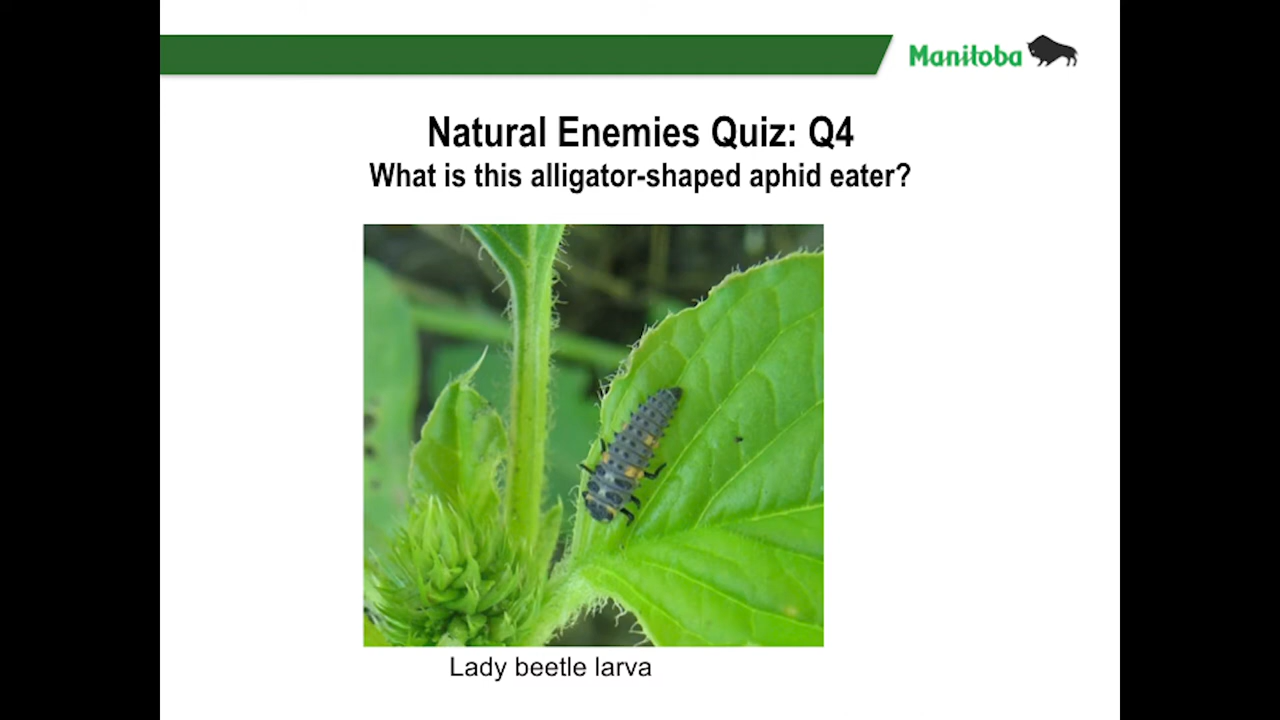 Manitoba
Natural Enemies Quiz: Q4
What is this alligator-shaped aphid eater?
Lady beetle larva